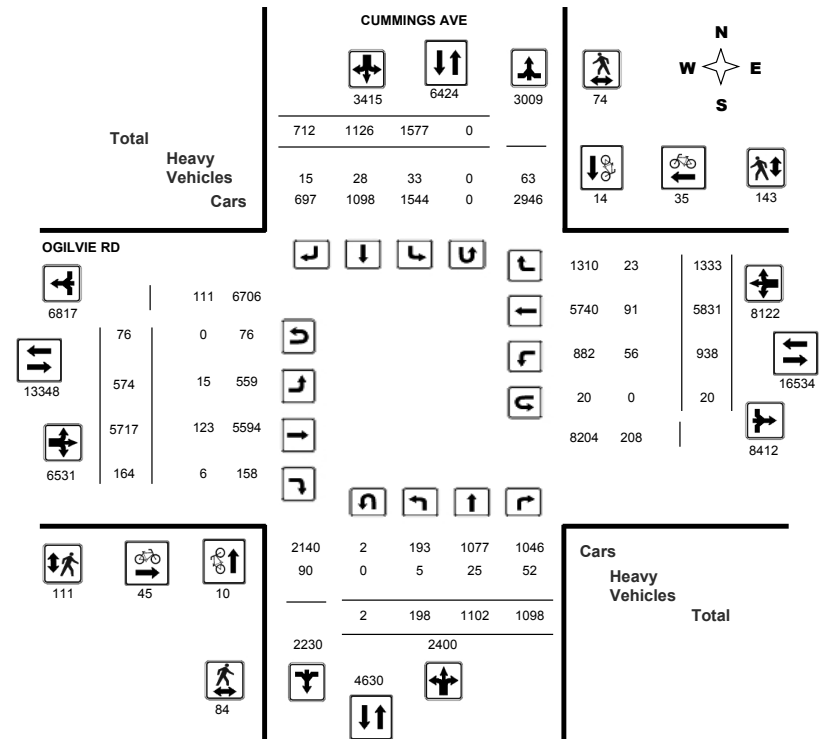 CUMMINGS AVE
N
W E
S
3415 6424 3009 74
Total 712 1126 1577 0
Heavy
Vehicles 15 28 33 0 63
Cars 697 1098 1544 0 2946
14 35 143
OGILVIE RD
6817 111 6706
1310 23 1333
8122
76 0 76
5740 91 5831
13348 574 15 559
882 56 938
16534
5717 123 5594
20 0 20
6531 164 6 158
8204 208 8412
111 45 10
2140 2 193 1077 1046
90 0 5 25 52
2 198 1102 1098
Cars
Heavy
Vehicles
Total
2230 2400
84 4630